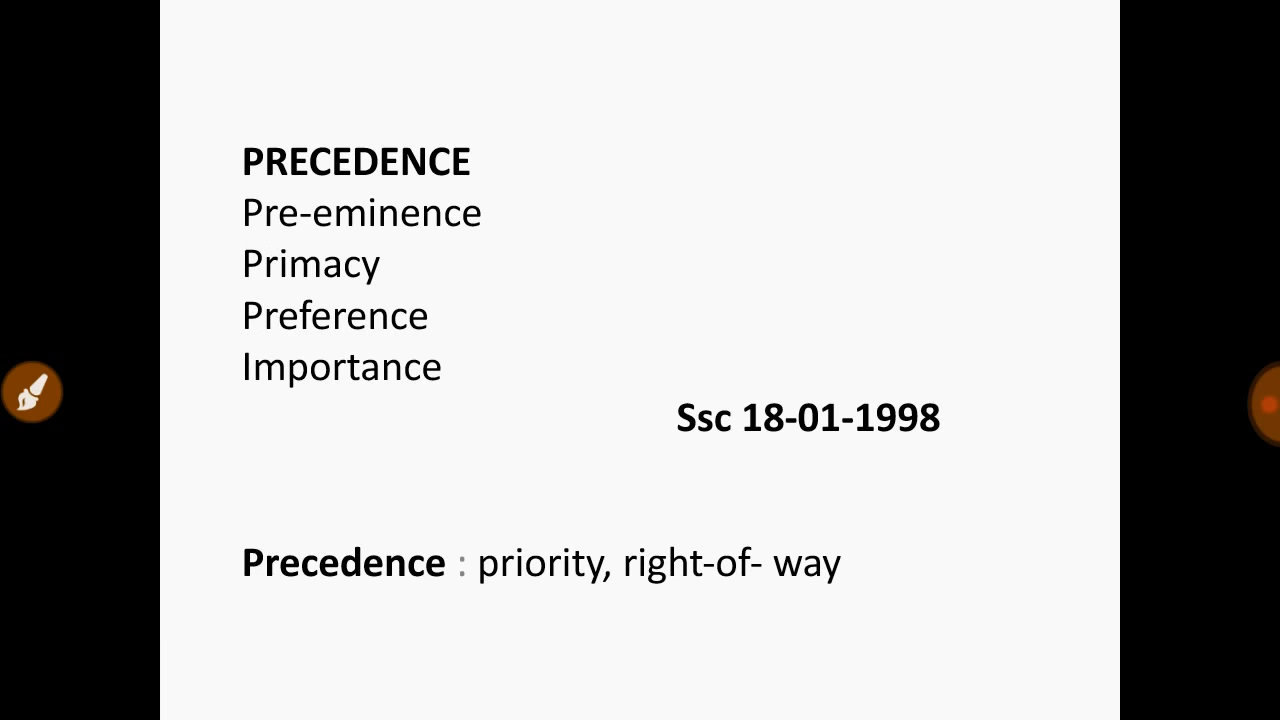 PRECEDENCE
Pre-eminence
Primacy
Preference
Importance
Ssc 18-01-1998
Precedence : priority, right-of- way